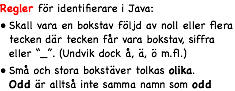 Regler för identifierare i Java:
• Skall vara en bokstav följd av noll eller flera
tecken där tecken får vara bokstav, siffra
eller “_”. (Undvik dock å, ä, ö m.fl.)
• Små och stora bokstäver tolkas olika.
Odd är alltså inte samma namn som odd